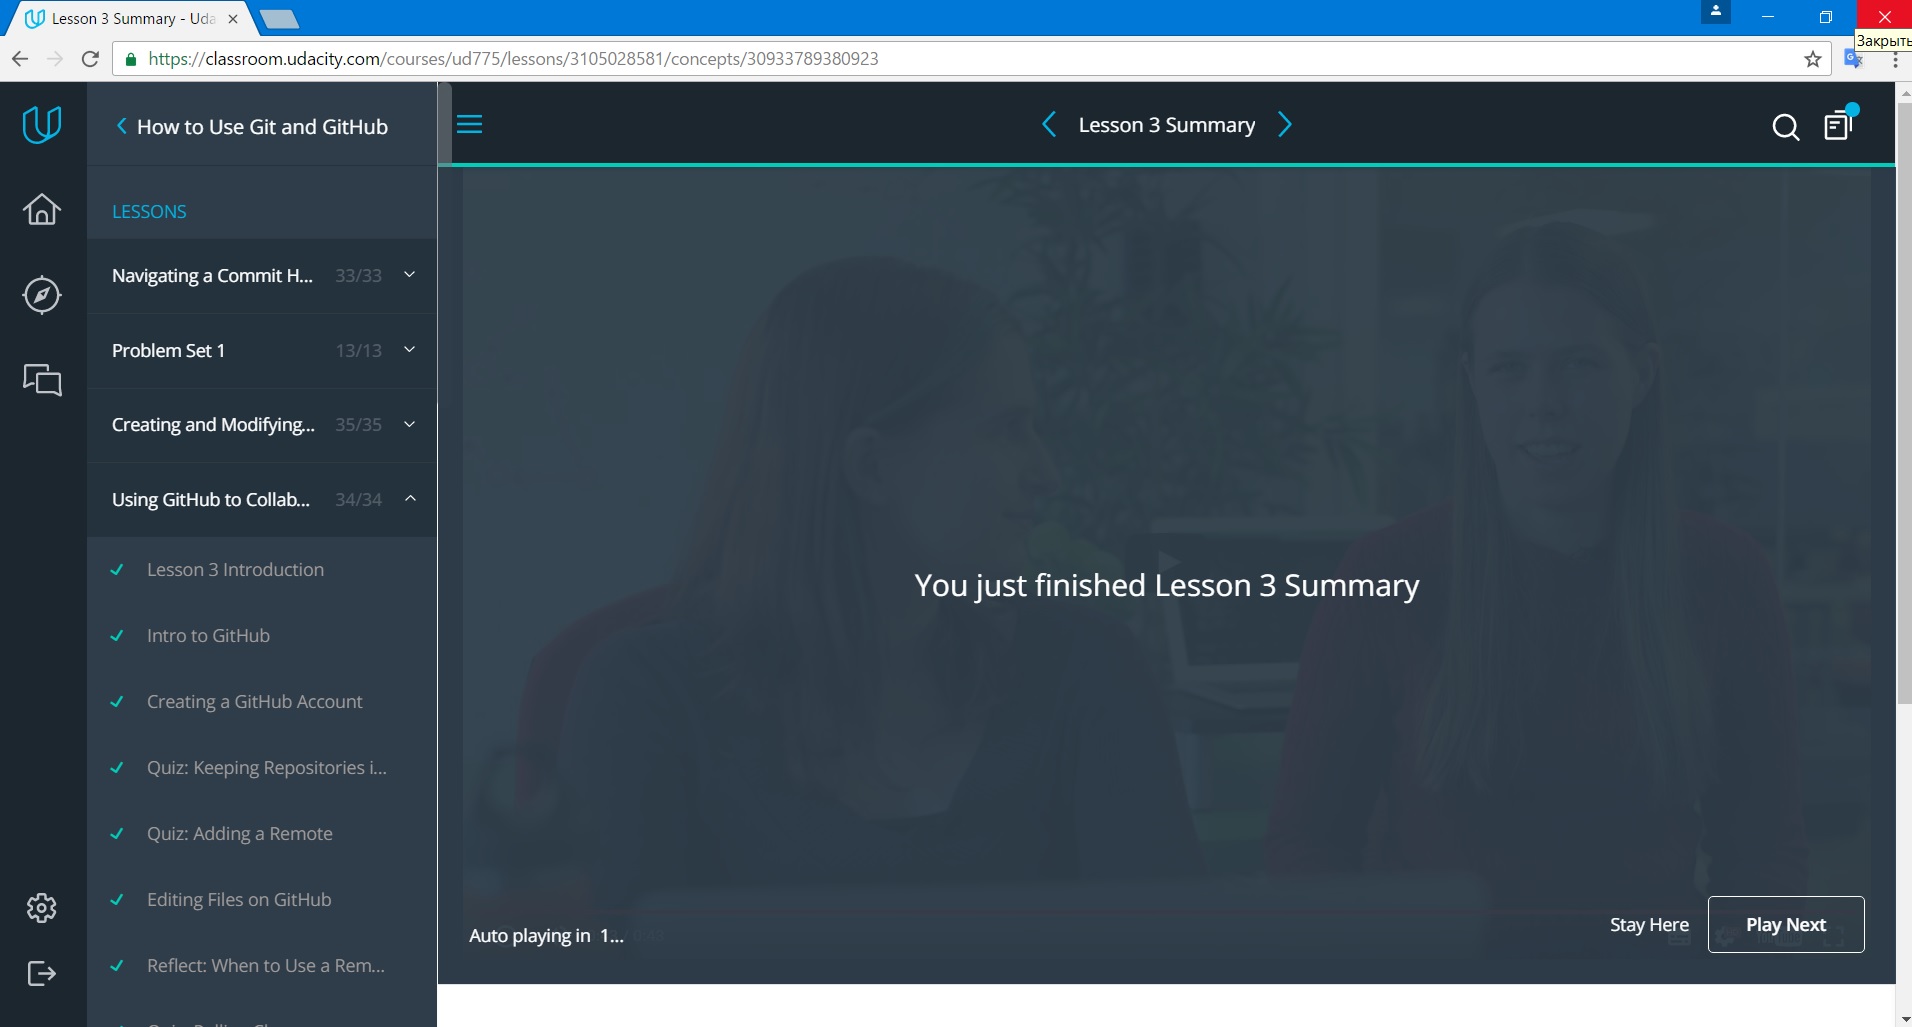 Lesson 3 Summary - Uda
Закрыть
https://classroom.udacity.com/courses/ud775/lessons/3105028581/concepts/30933789380923
How to Use Git and GitHub
Lesson 3 Summary
LESSONS
Navigating a Commit H... 33/33
Problem Set 1 13/13
Creating and Modifying... 35/35
Using GitHub to Collab... 34/34
Lesson 3 Introduction
Intro to GitHub
Creating a GitHub Account
Quiz: Keeping Repositories i...
Quiz: Adding a Remote
Editing Files on GitHub
Reflect: When to Use a Rem...
You just finished Lesson 3 Summary
Auto playing in 1...
Stay Here
Play Next